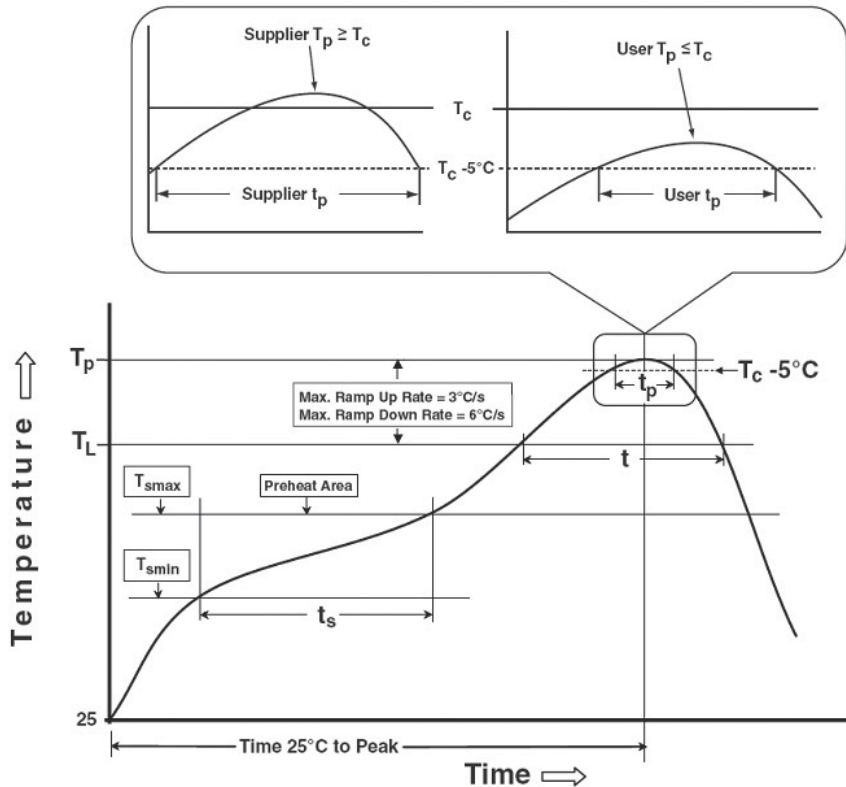 Supplier Tp ≥ Tc
User Tp ≤ Tc
Tc
Tc -5°C
Supplier tp
User tp
Tp
Tc -5°C
tp
Max. Ramp Up Rate = 3°C/s
Max. Ramp Down Rate = 6°C/s
TL
t
Tsmax
Preheat Area
Tsmin
ts
Temperature
25
Time 25°C to Peak
Time